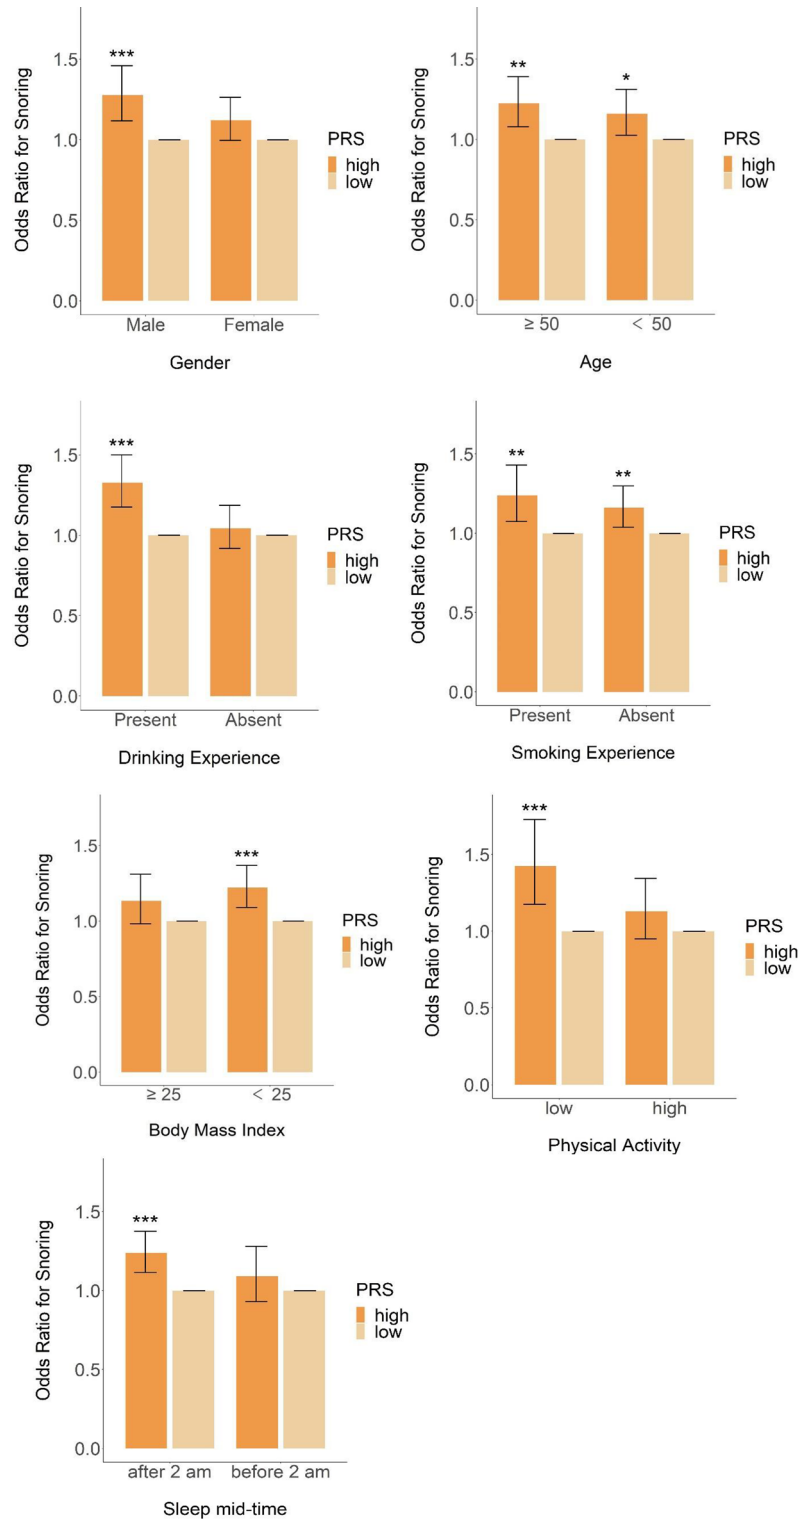 Odds Ratio for Snoring
1.5
1.0
0.5
0.0
***
Male
Female
Gender
PRS
high
low
Odds Ratio for Snoring
1.5
1.0
0.5
0.0
**
*
≥ 50
< 50
Age
PRS
high
low
Odds Ratio for Snoring
1.5
1.0
0.5
0.0
***
Present
Absent
Drinking Experience
PRS
high
low
Odds Ratio for Snoring
1.5
1.0
0.5
0.0
**
**
Present
Absent
Smoking Experience
PRS
high
low
Odds Ratio for Snoring
1.5
1.0
0.5
0.0
***
≥ 25
< 25
Body Mass Index
PRS
high
low
Odds Ratio for Snoring
1.5
1.0
0.5
0.0
***
low
high
Physical Activity
PRS
high
low
Odds Ratio for Snoring
1.5
1.0
0.5
0.0
***
after 2 am
before 2 am
Sleep mid-time
PRS
high
low